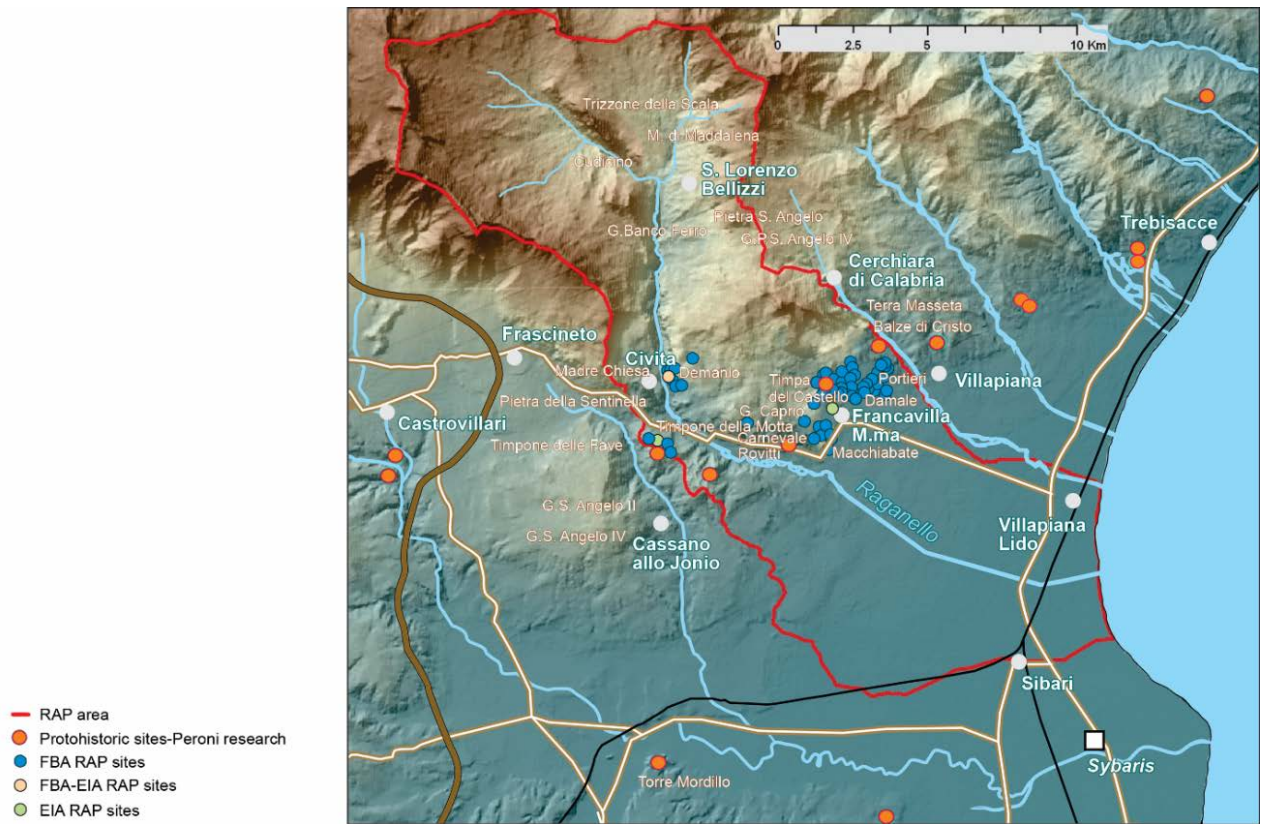 0 2.5 5 10 Km
Trizzone della Scala
M. di Maddalena
Cudicino
S. Lorenzo
Bellizzi
Pietra S. Angelo
G.Banco Ferro
G.P.S. Angelo IV
Trebisacce
Cerchiara
di Calabria
Terra Masseta
Balze di Cristo
Frascineto
Civita
Madre Chiesa
Demanio
Timpa
del Castello
Portieri
Villapiana
Pietra della Sentinella
Damale
G. Caprio
Francavilla
M.ma
Castrovillari
Timpone della Motta
Timpone delle Fave
Carnevale
Rovitti
Macchiabate
Raganello
G.S. Angelo II
G.S. Angelo IV
Cassano
allo Jonio
Villapiana
Lido
Sibari
Sybaris
Torre Mordillo
RAP area
Protohistoric sites-Peroni research
FBA RAP sites
FBA-EIA RAP sites
EIA RAP sites